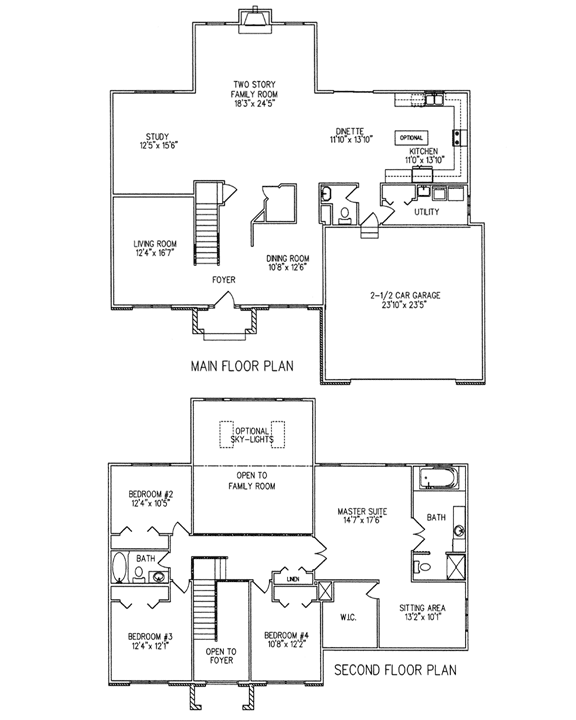 TWO STORY
FAMILY ROOM
18'3" x 24'5"
STUDY
12'5" x 15'6"
DINETTE
11'10" x 13'10"
OPTIONAL
KITCHEN
11'0" x 13'10"
UTILITY
LIVING ROOM
12'4" x 16'7"
DINING ROOM
10'8" x 12'6"
FOYER
2-1/2 CAR GARAGE
23'10" x 23'5"
MAIN FLOOR PLAN
OPTIONAL
SKY-LIGHTS
OPEN TO
FAMILY ROOM
BEDROOM #2
12'4" x 10'5"
MASTER SUITE
14'7" x 17'6"
BATH
BATH
LINEN
W.I.C.
SITTING AREA
13'2" x 10'1"
BEDROOM #3
12'4" x 12'1"
OPEN TO
FOYER
BEDROOM #4
10'8" x 12'2"
SECOND FLOOR PLAN